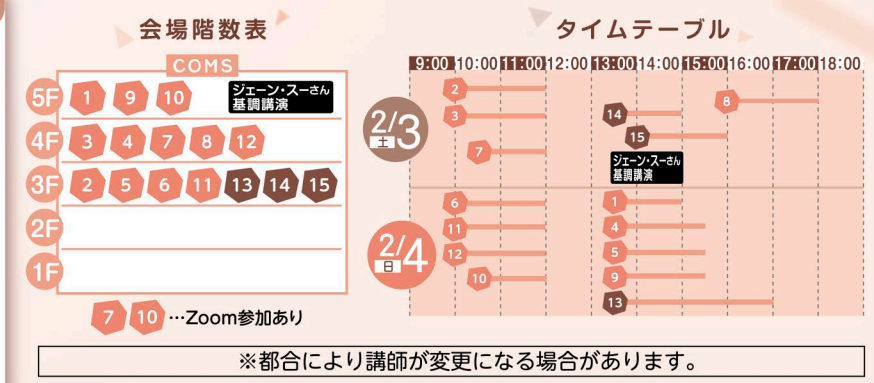 会場階数表
COMS
5F 1 9 10 ジェーン・スーさん
基調講演
4F 3 4 7 8 12
3F 2 5 6 11 13 14 15
2F
1F
7 10 …Zoom参加あり
タイムテーブル
9:00 10:00 11:00 12:00 13:00 14:00 15:00 16:00 17:00 18:00
2/3
土
2
8
3
14
15
7
ジェーン・スーさん
基調講演
2/4
日
6
1
11
4
12
5
10
9
13
※都合により講師が変更になる場合があります。